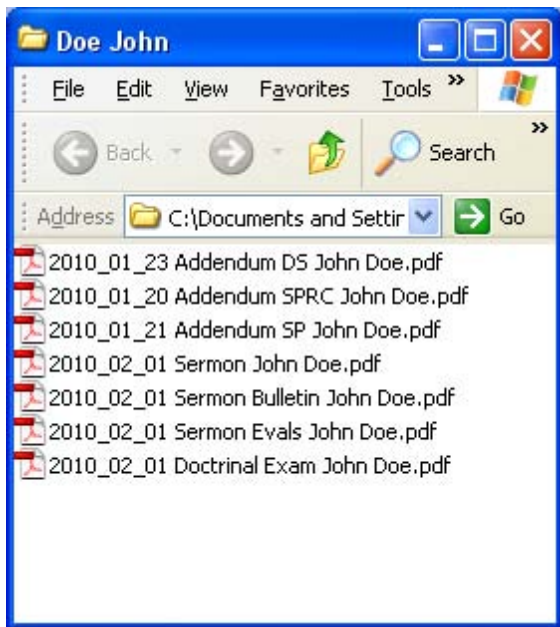 Doe John
File Edit View Favorites Tools »
Back Search »
Address C:\Documents and Settin Go
2010_01_23 Addendum DS John Doe.pdf
2010_01_20 Addendum SPRC John Doe.pdf
2010_01_21 Addendum SP John Doe.pdf
2010_02_01 Sermon John Doe.pdf
2010_02_01 Sermon Bulletin John Doe.pdf
2010_02_01 Sermon Evals John Doe.pdf
2010_02_01 Doctrinal Exam John Doe.pdf